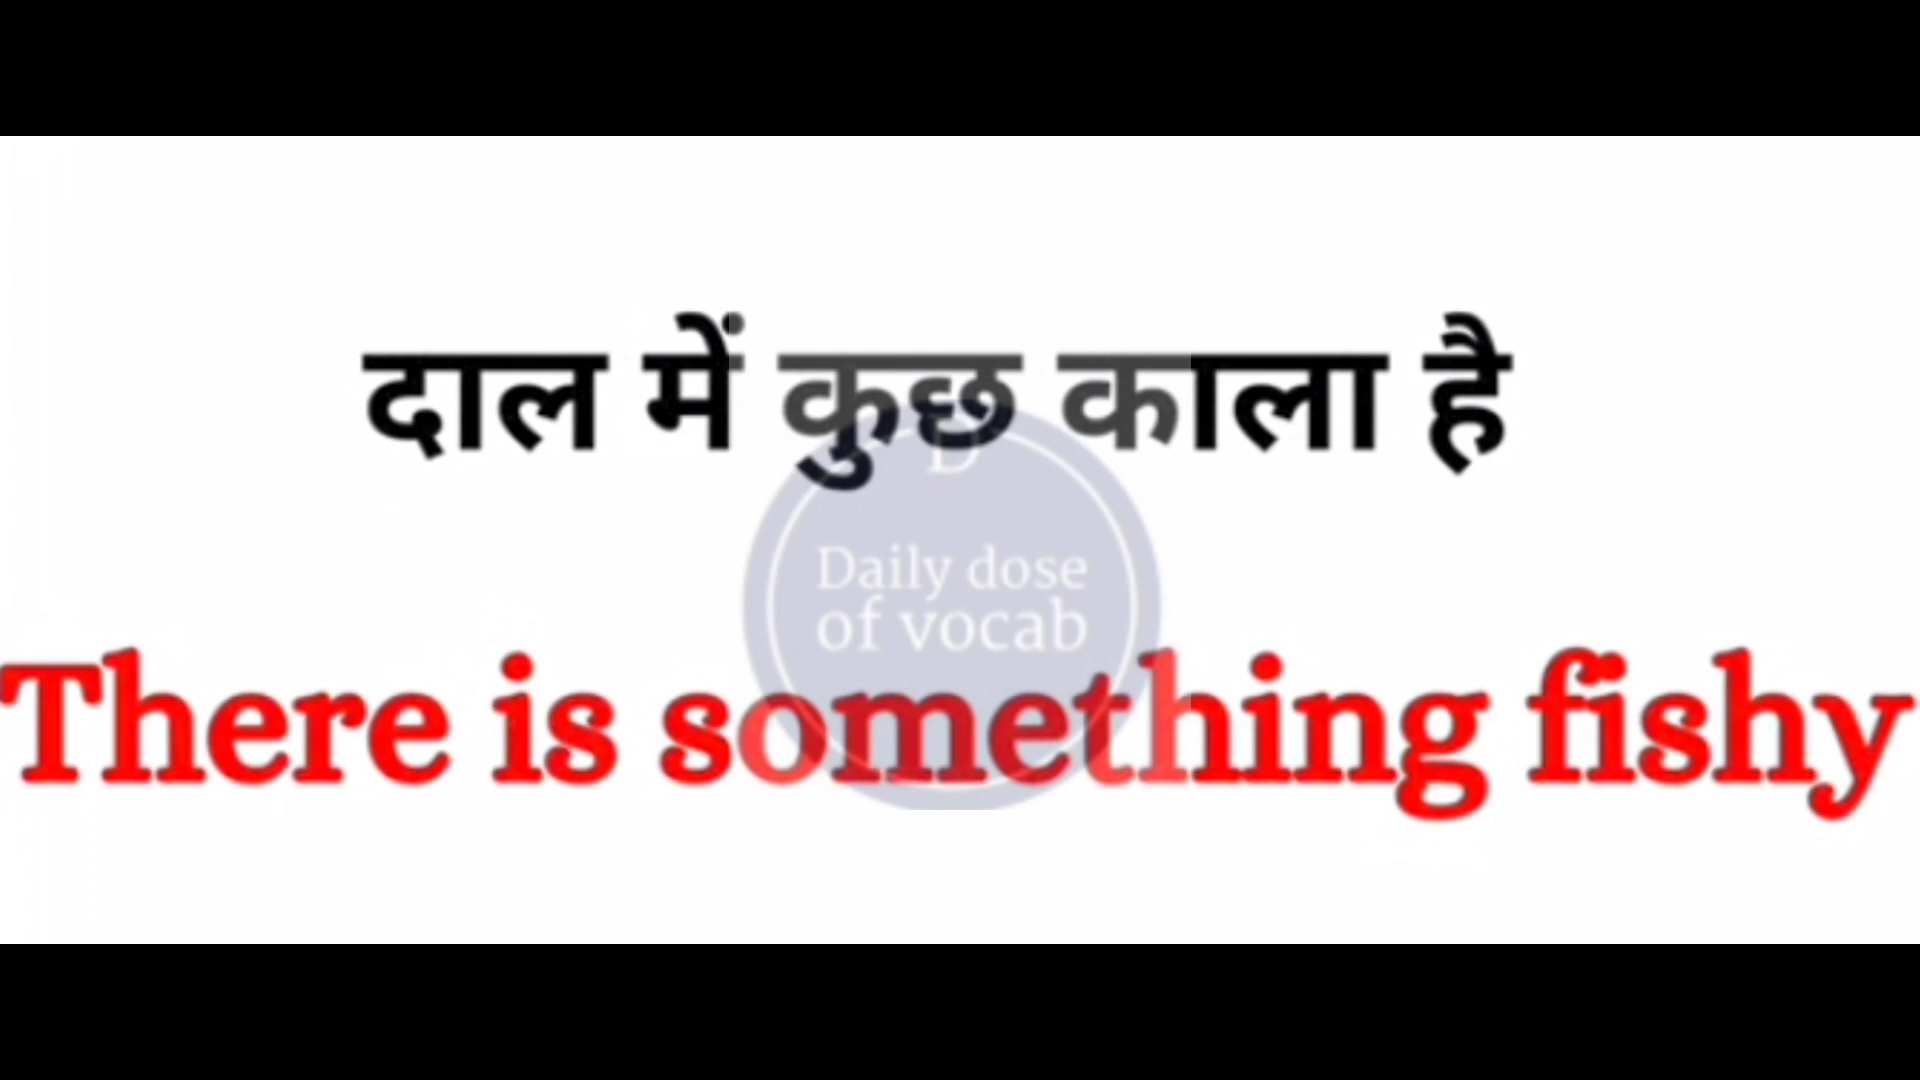 दाल में कुछ काला है
D
Daily dose
of vocab
There is something fishy